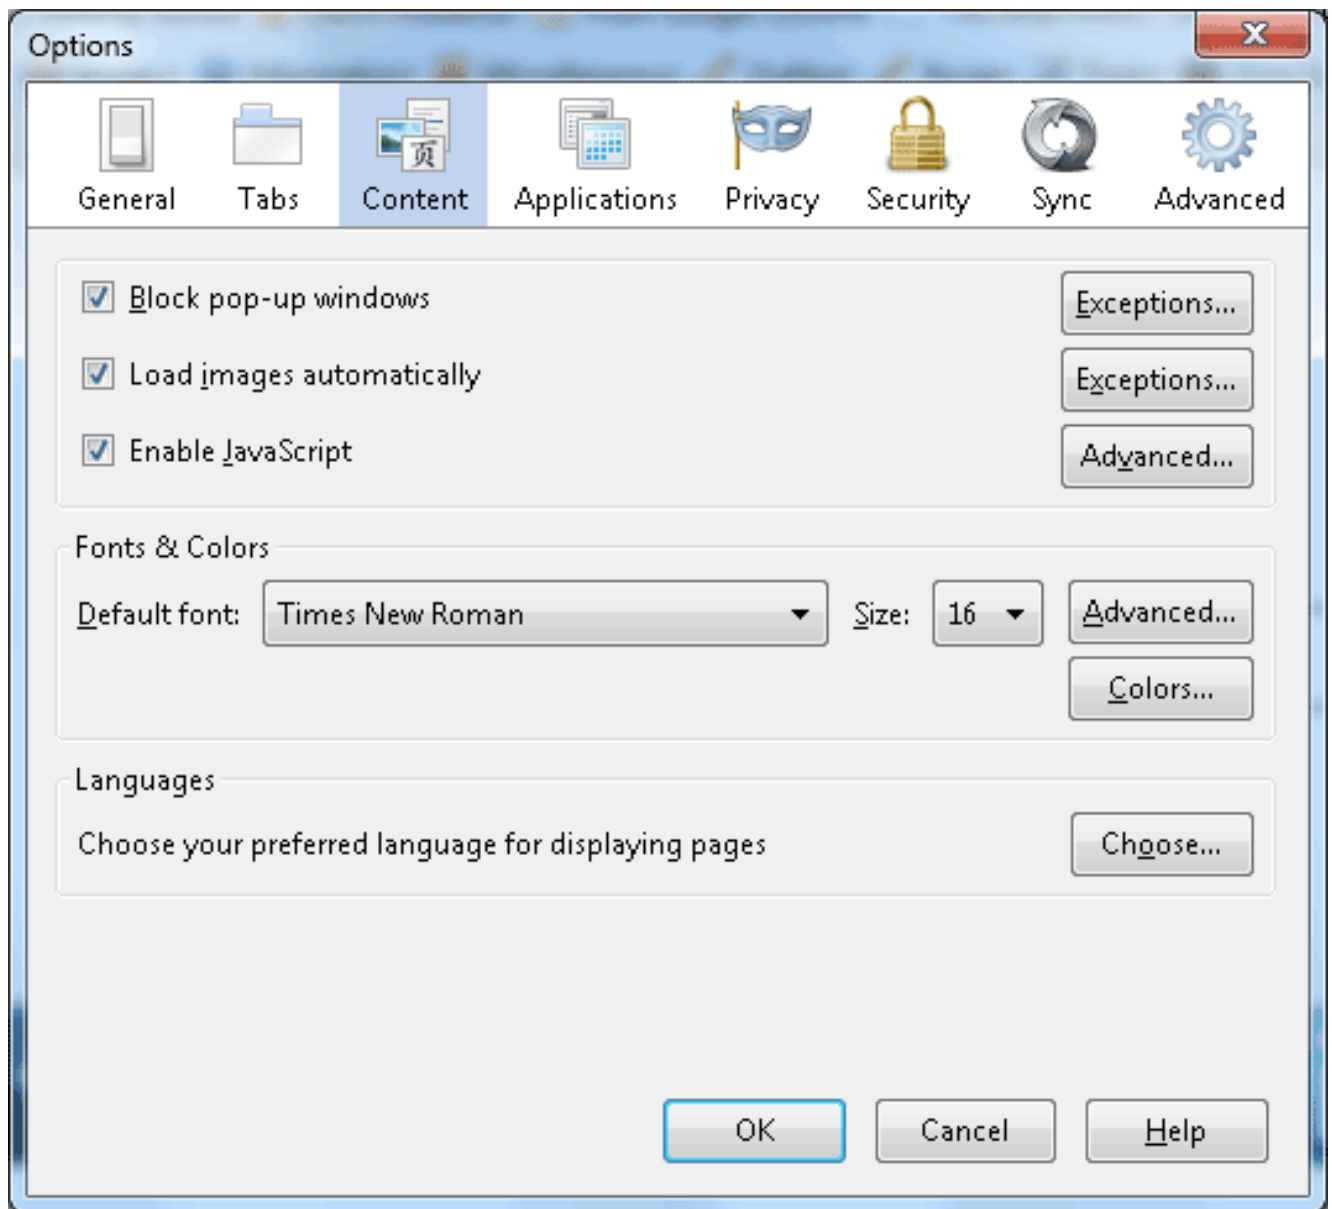 Options
General Tabs Content Applications Privacy Security Sync Advanced
页
Block pop-up windows Exceptions...
Load images automatically Exceptions...
Enable JavaScript Advanced...
Fonts & Colors
Default font: Times New Roman Size: 16 Advanced...
Colors...
Languages
Choose your preferred language for displaying pages Choose...
OK Cancel Help